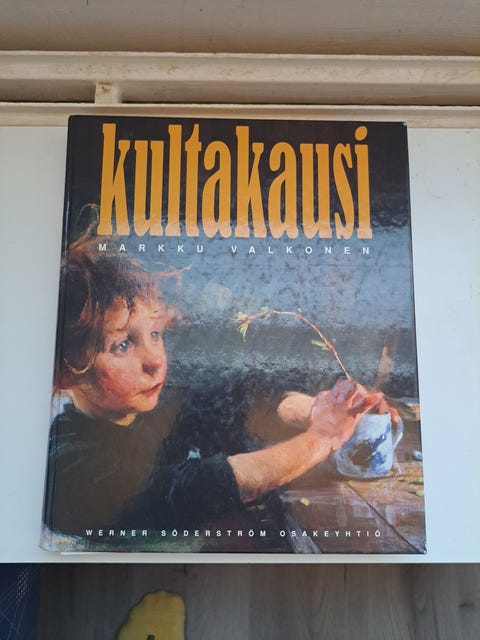 kultakausi
MARKKU VALKONEN
WERNER SÖDERSTRÖM OSAKEYHTIÖ